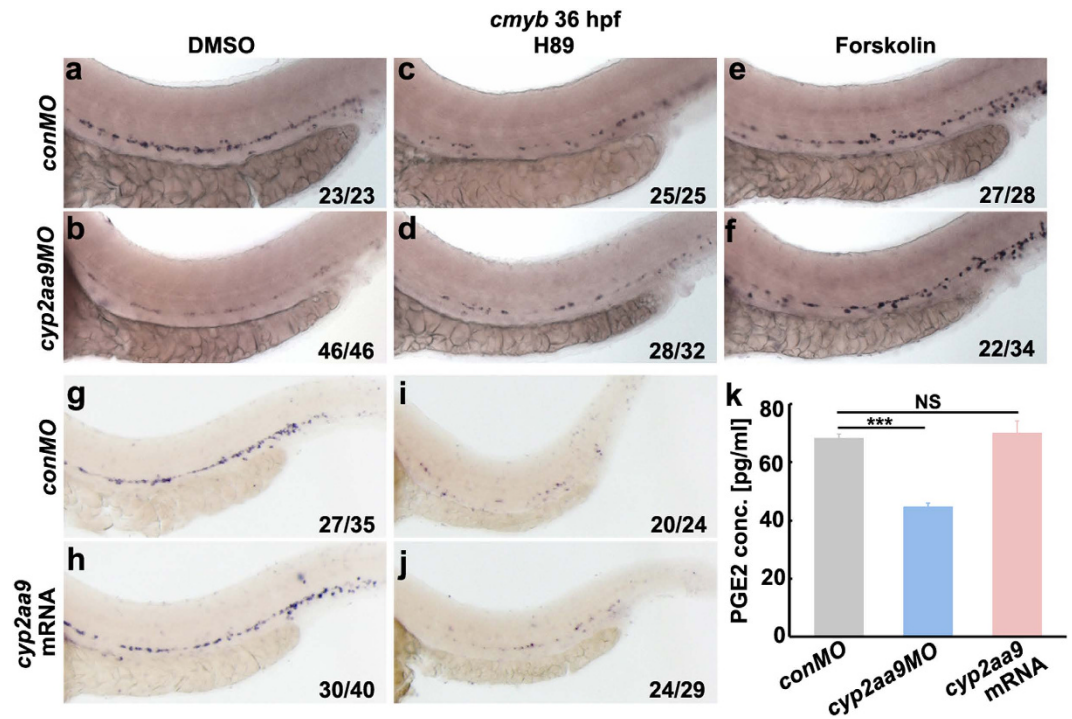 cmyb 36 hpf
DMSO
H89
Forskolin
conMO
a
23/23
c
25/25
e
27/28
cyp2aa9MO
b
46/46
d
28/32
f
22/34
conMO
g
27/35
i
20/24
cyp2aa9
mRNA
h
30/40
j
24/29
k
PGE2 conc. [pg/ml]
80
60
40
20
0
NS
***
conMO
cyp2aa9MO
cyp2aa9
mRNA